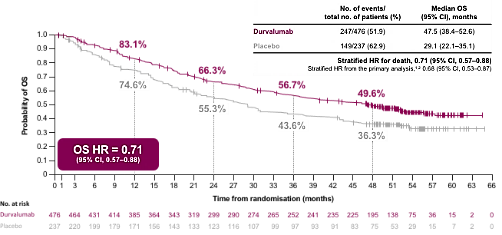 No. of events/ Median OS
total no. of patients (%) (95% CI), months
Durvalumab 247/476 (51.9) 47.5 (38.4–52.6)
Placebo 149/237 (62.9) 29.1 (22.1–35.1)
Stratified HR for death, 0.71 (95% CI, 0.57–0.88)
Stratified HR from the primary analysis,¹,² 0.68 (95% CI, 0.53–0.87)
Probability of OS
1.0
0.9
0.8
0.7
0.6
0.5
0.4
0.3
0.2
0.1
0
83.1%
66.3%
56.7%
49.6%
74.6%
55.3%
43.6%
36.3%
OS HR = 0.71
(95% CI, 0.57–0.88)
0 1 3 6 9 12 15 18 21 24 27 30 33 36 39 42 45 48 51 54 57 60 63 66
Time from randomisation (months)
No. at risk
Durvalumab 476 464 431 414 385 364 343 319 299 290 274 265 252 241 235 225 195 138 75 36 15 2 0
Placebo 237 220 199 179 171 156 143 133 123 116 107 99 97 93 91 83 75 53 29 15 7 2 0